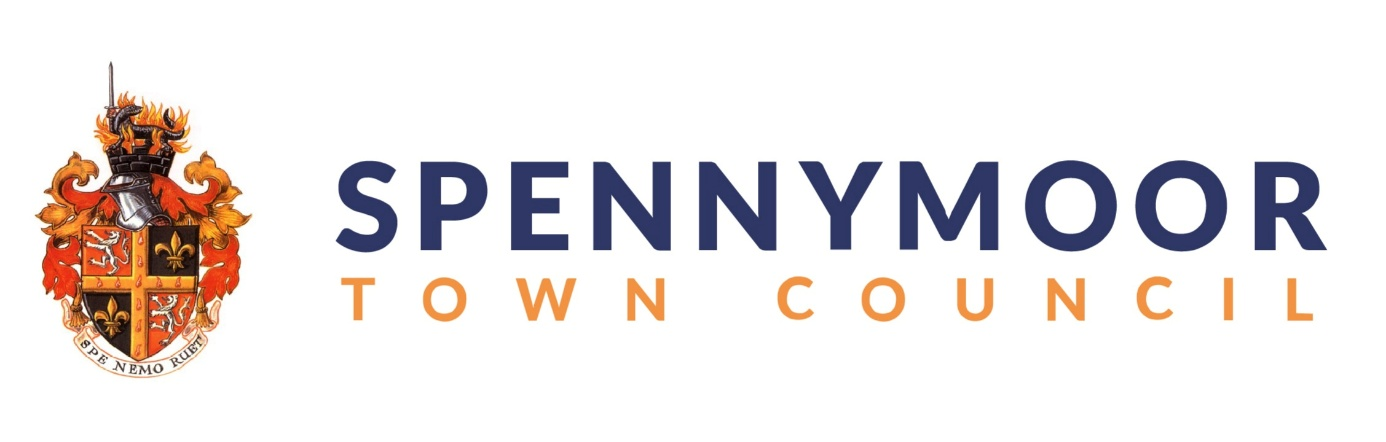 SPENNYMOOR
TOWN COUNCIL
SPE NEMO RUET